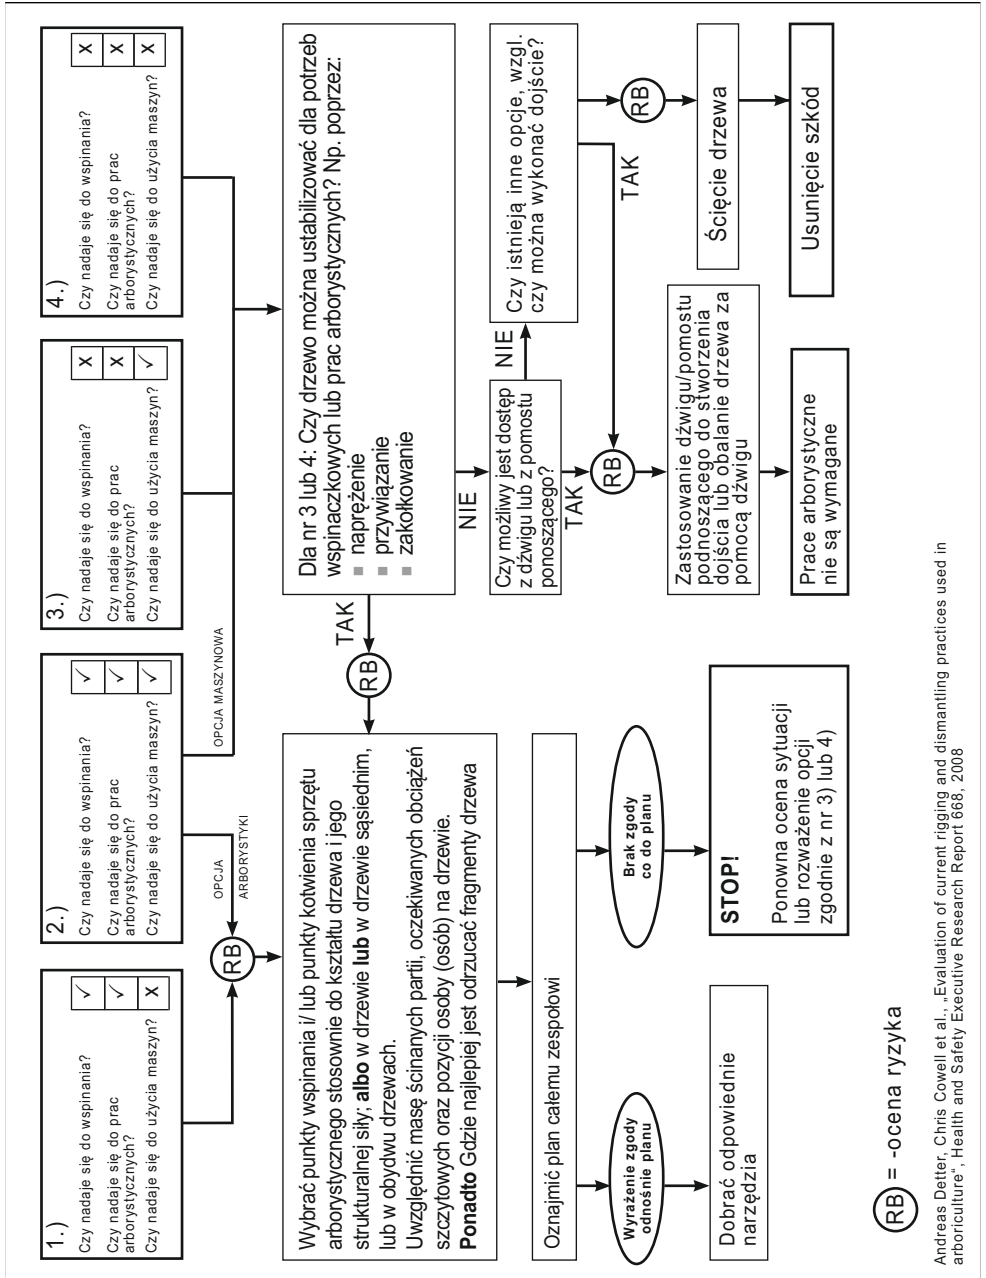 1.)
Czy nadaje się do wspinania? ✓
Czy nadaje się do prac
arborystycznych? ✓
Czy nadaje się do użycia maszyn? X
2.)
Czy nadaje się do wspinania? ✓
Czy nadaje się do prac
arborystycznych? ✓
Czy nadaje się do użycia maszyn? ✓
3.)
Czy nadaje się do wspinania? X
Czy nadaje się do prac
arborystycznych? X
Czy nadaje się do użycia maszyn? ✓
4.)
Czy nadaje się do wspinania? X
Czy nadaje się do prac
arborystycznych? X
Czy nadaje się do użycia maszyn? X
OPCJA
ARBORYSTYKI
OPCJA MASZYNOWA
RB
Wybrać punkty wspinania i/ lub punkty kotwienia sprzętu
arborystycznego stosownie do kształtu drzewa i jego
strukturalnej siły; albo w drzewie lub w drzewie sąsiednim,
lub w obydwu drzewach.
Uwzględnić masę ścinanych partii, oczekiwanych obciążeń
szczytowych oraz pozycji osoby (osób) na drzewie.
Ponadto Gdzie najlepiej jest odrzucać fragmenty drzewa
RB
TAK
Dla nr 3 lub 4: Czy drzewo można ustabilizować dla potrzeb
wspinaczkowych lub prac arborystycznych? Np. poprzez:
naprężenie
przywiązanie
zakołkowanie
NIE
Czy możliwy jest dostęp
z dźwigu lub z pomostu
ponoszącego?
NIE
Czy istnieją inne opcje, wzgl.
czy można wykonać dojście?
TAK
RB
TAK
RB
Zastosowanie dźwigu/pomostu
podnoszącego do stworzenia
dojścia lub obalanie drzewa za
pomocą dźwigu
Ścięcie drzewa
Prace arborystyczne
nie są wymagane
Usunięcie szkód
Oznajmić plan całemu zespołowi
Wyrażenie zgody
odnośnie planu
Brak zgody
co do planu
Dobrać odpowiednie
narzędzia
STOP!
Ponowna ocena sytuacji
lub rozważenie opcji
zgodnie z nr 3) lub 4)
RB = -ocena ryzyka
Andreas Detter, Chris Cowell et al., „Evaluation of current rigging and dismantling practices used in
arboriculture“, Health and Safety Executive Research Report 668, 2008